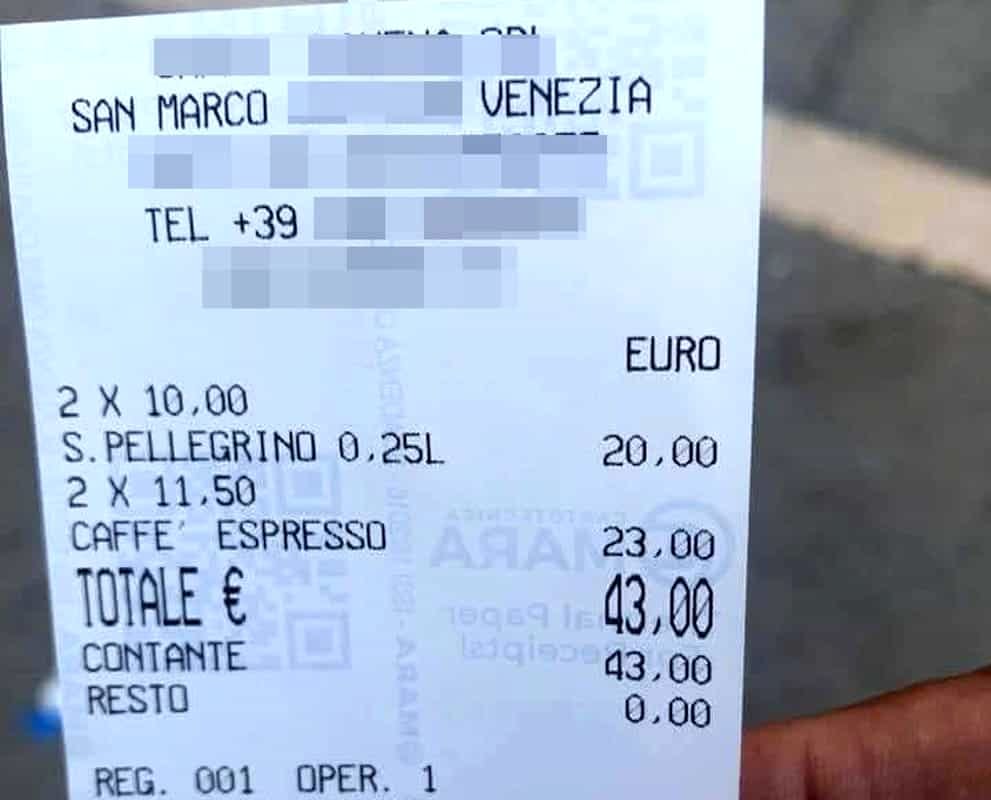 SAN MARCO VENEZIA
TEL +39
EURO
2 X 10,00
S.PELLEGRINO 0,25L 20,00
2 X 11,50
CAFFE' ESPRESSO 23,00
TOTALE € 43,00
CONTANTE 43,00
RESTO 0,00
REG. 001 OPER. 1